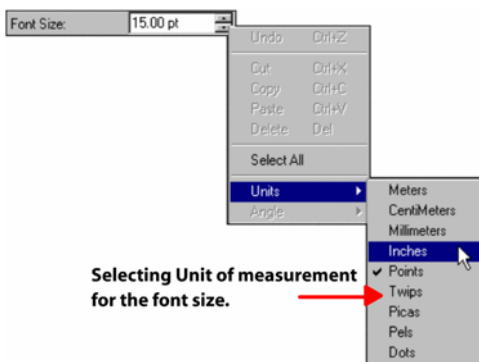 Font Size: 15.00 pt
Undo Ctrl+Z
Cut Ctrl+X
Copy Ctrl+C
Paste Ctrl+V
Delete Del
Select All
Units
Angle
Meters
CentiMeters
Millimeters
Inches
Points
Twips
Picas
Pels
Dots
Selecting Unit of measurement
for the font size.